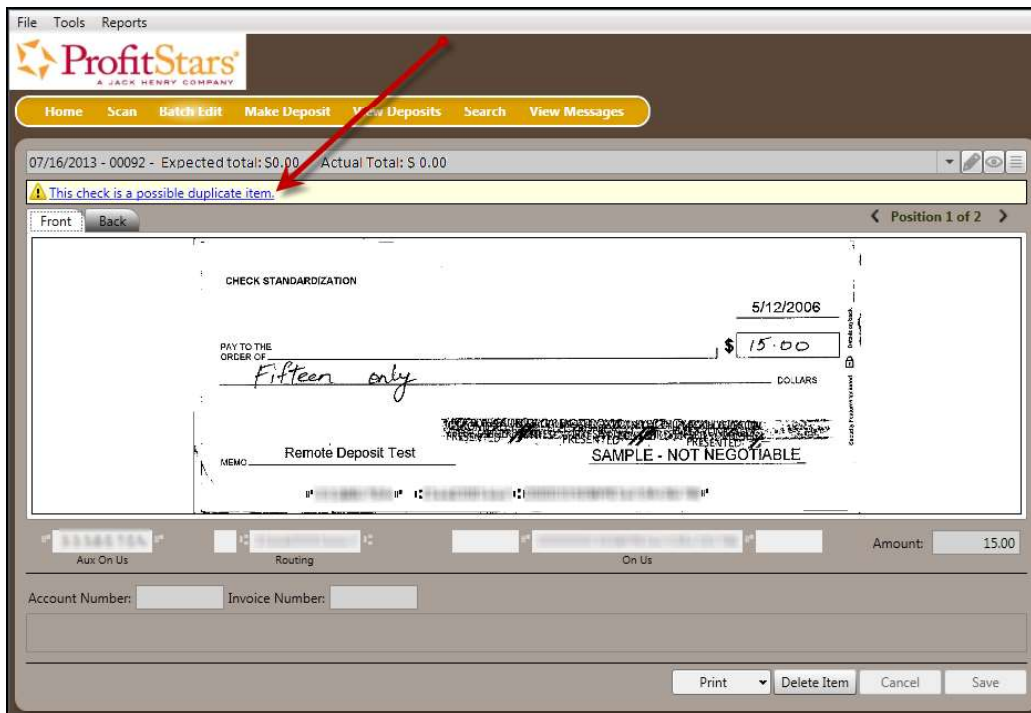 File Tools Reports
ProfitStars®
A JACK HENRY COMPANY
Home Scan Batch Edit Make Deposit View Deposits Search View Messages
07/16/2013 - 00092 - Expected total: $0.00 Actual Total: $ 0.00
This check is a possible duplicate item.
Front Back Position 1 of 2
CHECK STANDARDIZATION
5/12/2006
PAY TO THE
ORDER OF $ 15.00
Fifteen only DOLLARS
PRESENTED PRESENTED PRESENTED
MEMO Remote Deposit Test SAMPLE - NOT NEGOTIABLE
Amount: 15.00
Aux On Us Routing On Us
Account Number: Invoice Number:
Print Delete Item Cancel Save